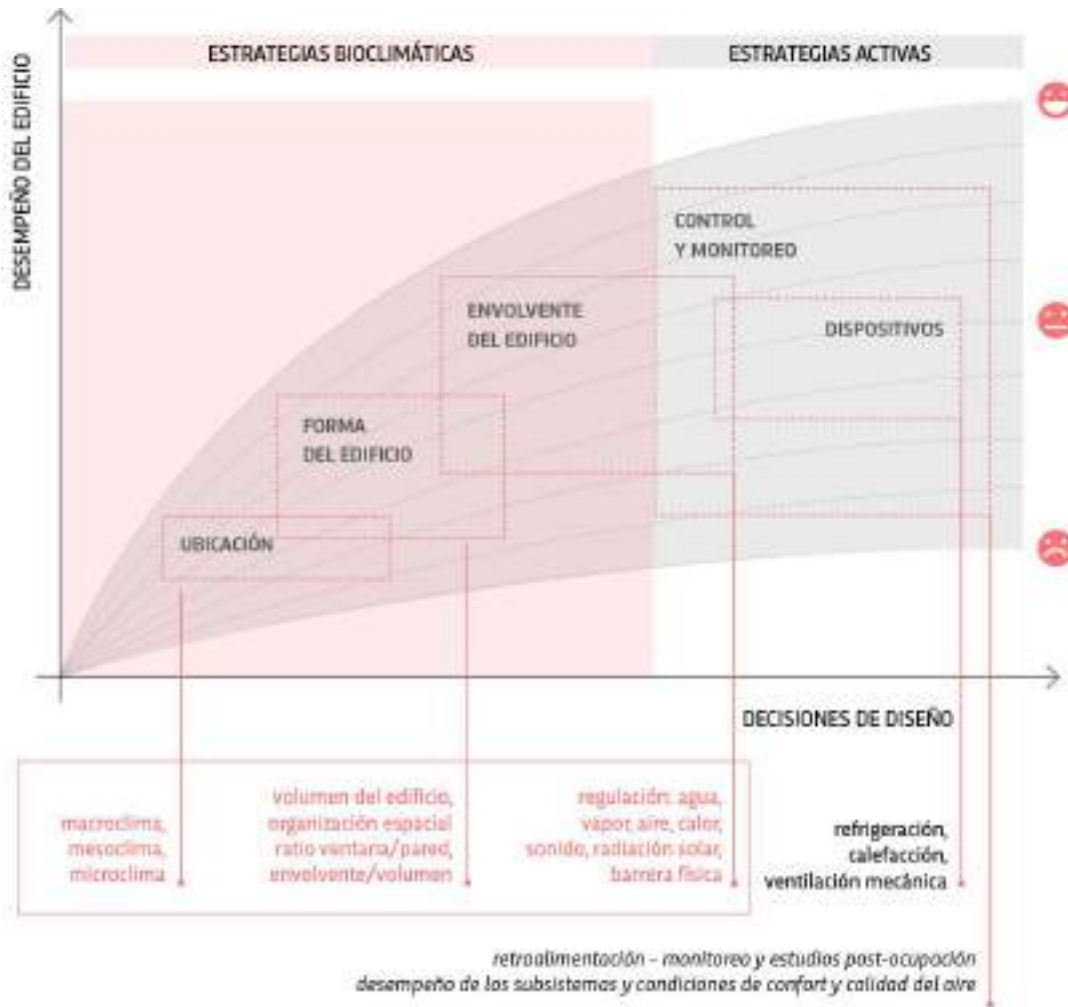 ESTRATEGIAS BIOCLIMÁTICAS
ESTRATEGIAS ACTIVAS
DESEMPEÑO DEL EDIFICIO
CONTROL
Y MONITOREO
ENVOLVENTE
DEL EDIFICIO
DISPOSITIVOS
FORMA
DEL EDIFICIO
UBICACIÓN
DECISIONES DE DISEÑO
macroclima,
mesoclima,
microclima
volumen del edificio,
organización espacial
ratio ventana/pared,
envolvente/volumen
regulación: agua,
vapor, aire, calor,
sonido, radiación solar,
barrera física
refrigeración,
calefacción,
ventilación mecánica
retroalimentación – monitoreo y estudios post-ocupación
desempeño de los subsistemas y condiciones de confort y calidad del aire